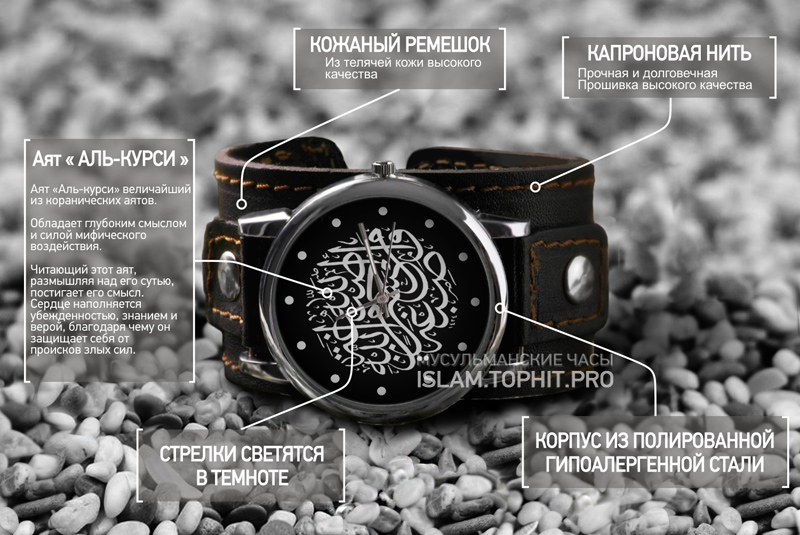 КОЖАНЫЙ РЕМЕШОК
Из телячей кожи высокого
качества
КАПРОНОВАЯ НИТЬ
Прочная и долговечная
Прошивка высокого качества
Аят « АЛЬ-КУРСИ »
Аят «Аль-курси» величайший
из коранических аятов.
Обладает глубоким смыслом
и силой мифического
воздействия.
Читающий этот аят,
размышляя над его сутью,
постигает его смысл.
Сердце наполняется
убежденностью, знанием и
верой, благодаря чему он
защищает себя от
происков злых сил.
МУСУЛЬМАНСКИЕ ЧАСЫ
ISLAM.TOPHIT.PRO
СТРЕЛКИ СВЕТЯТСЯ
В ТЕМНОТЕ
КОРПУС ИЗ ПОЛИРОВАННОЙ
ГИПОАЛЕРГЕННОЙ СТАЛИ